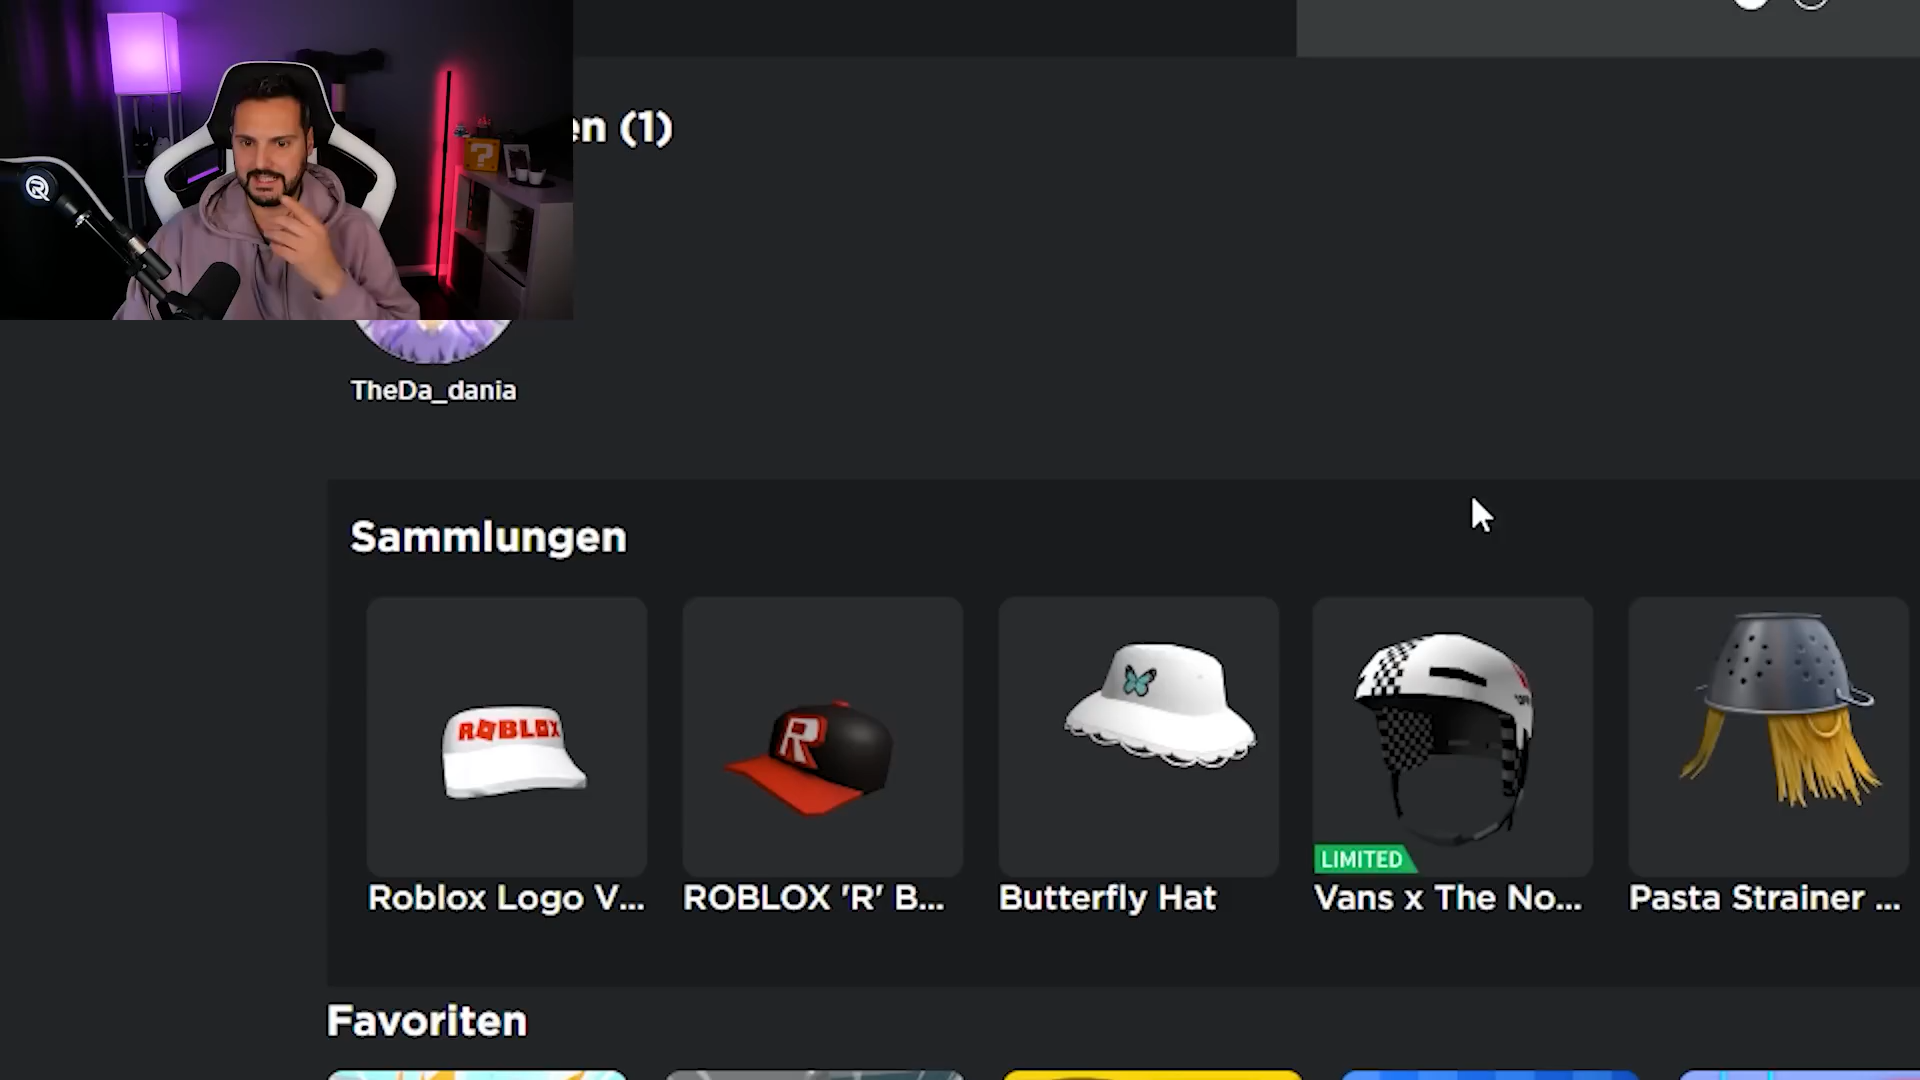 en (1)
TheDa_dania
Sammlungen
ROBLOX
R
LIMITED
Roblox Logo V...
ROBLOX 'R' B...
Butterfly Hat
Vans x The No...
Pasta Strainer ...
Favoriten